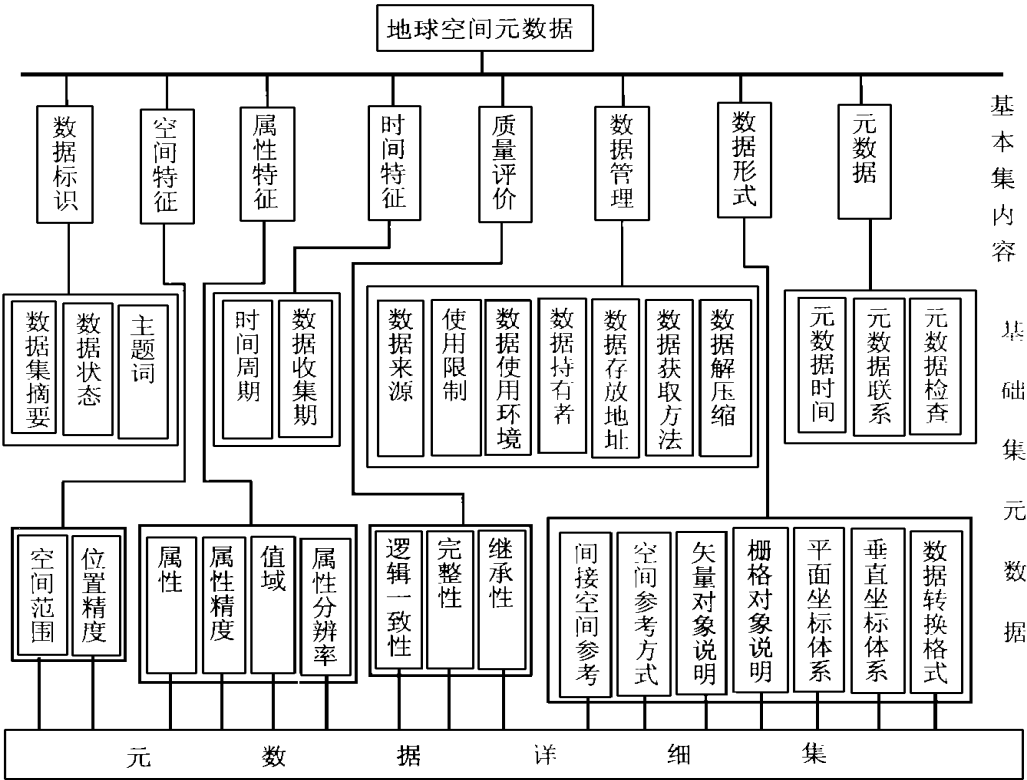 地球空间元数据
数据标识
空间特征
属性特征
时间特征
质量评价
数据管理
数据形式
元数据
基本集内容
数据集摘要
数据状态
主题词
时间周期
数据收集期
数据来源
使用限制
数据使用环境
数据持有者
数据存放地址
数据获取方法
数据解压缩
元数据时间
元数据联系
元数据检查
基础集元数据
空间范围
位置精度
属性
属性精度
值域
属性分辨率
逻辑一致性
完整性
继承性
间接空间参考
空间参考方式
矢量对象说明
栅格对象说明
平面坐标体系
垂直坐标体系
数据转换格式
元数据详细集